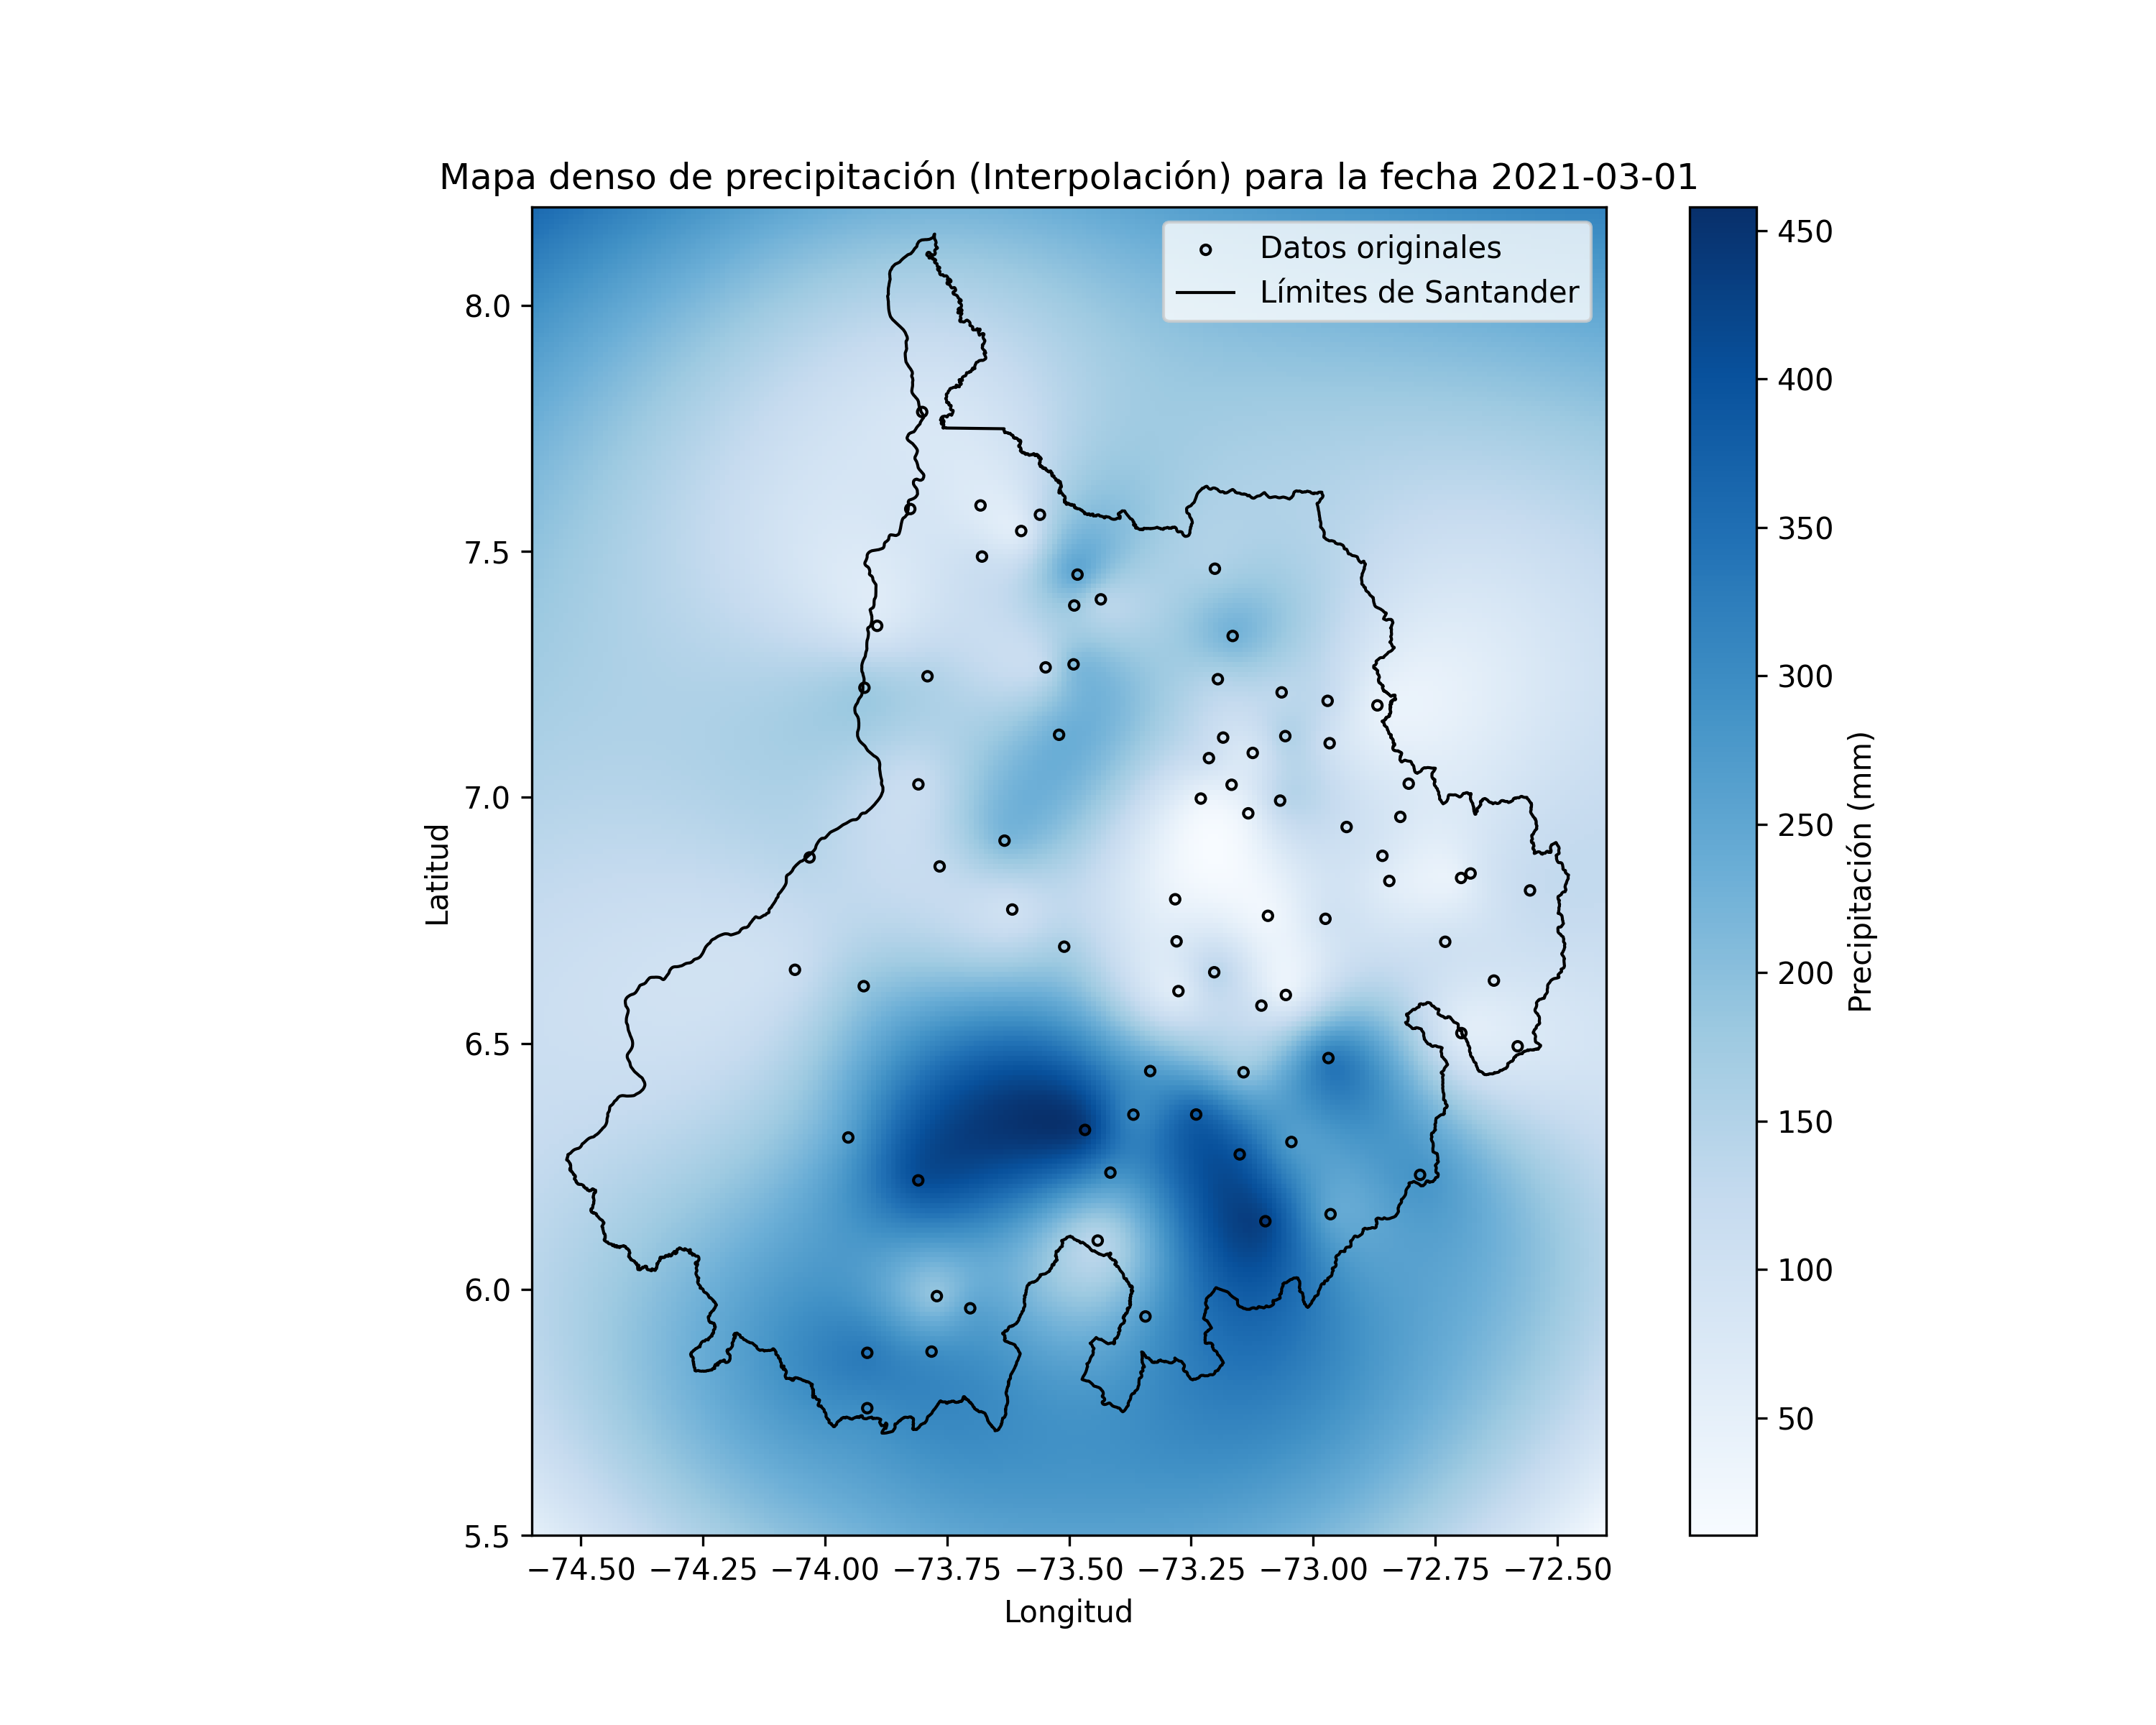 Mapa denso de precipitación (Interpolación) para la fecha 2021-03-01
Datos originales
Límites de Santander
8.0
7.5
7.0
6.5
6.0
5.5
Latitud
−74.50 −74.25 −74.00 −73.75 −73.50 −73.25 −73.00 −72.75 −72.50
Longitud
450
400
350
300
250
200
150
100
50
Precipitación (mm)